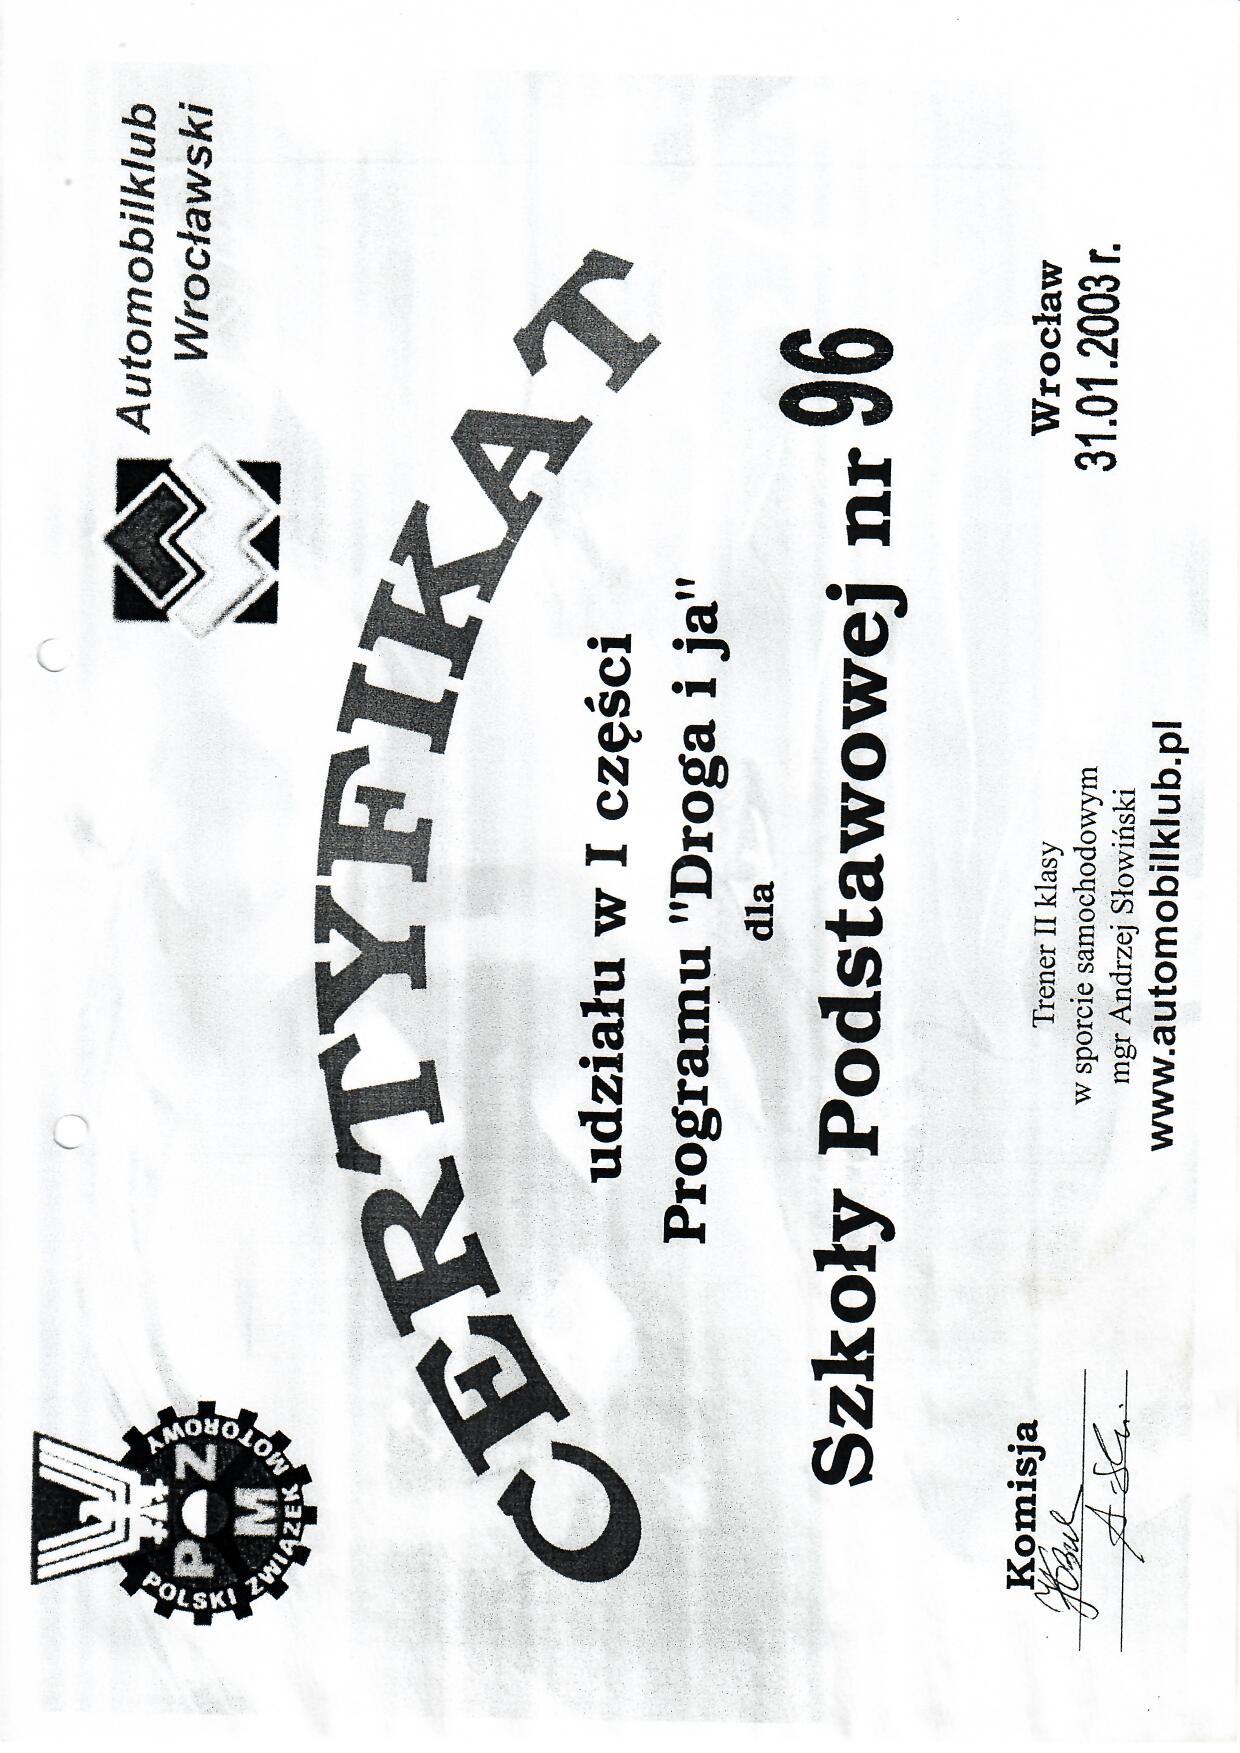 POLSKI ZWIĄZEK MOTOROWY
P Z M
Automobilklub
Wrocławski
CERTYFIKAT
udziału w I części
Programu "Droga i ja"
dla
Szkoły Podstawowej nr 96
Komisja
Trener II klasy
w sporcie samochodowym
mgr Andrzej Słowiński
www.automobilklub.pl
Wrocław
31.01.2003 r.